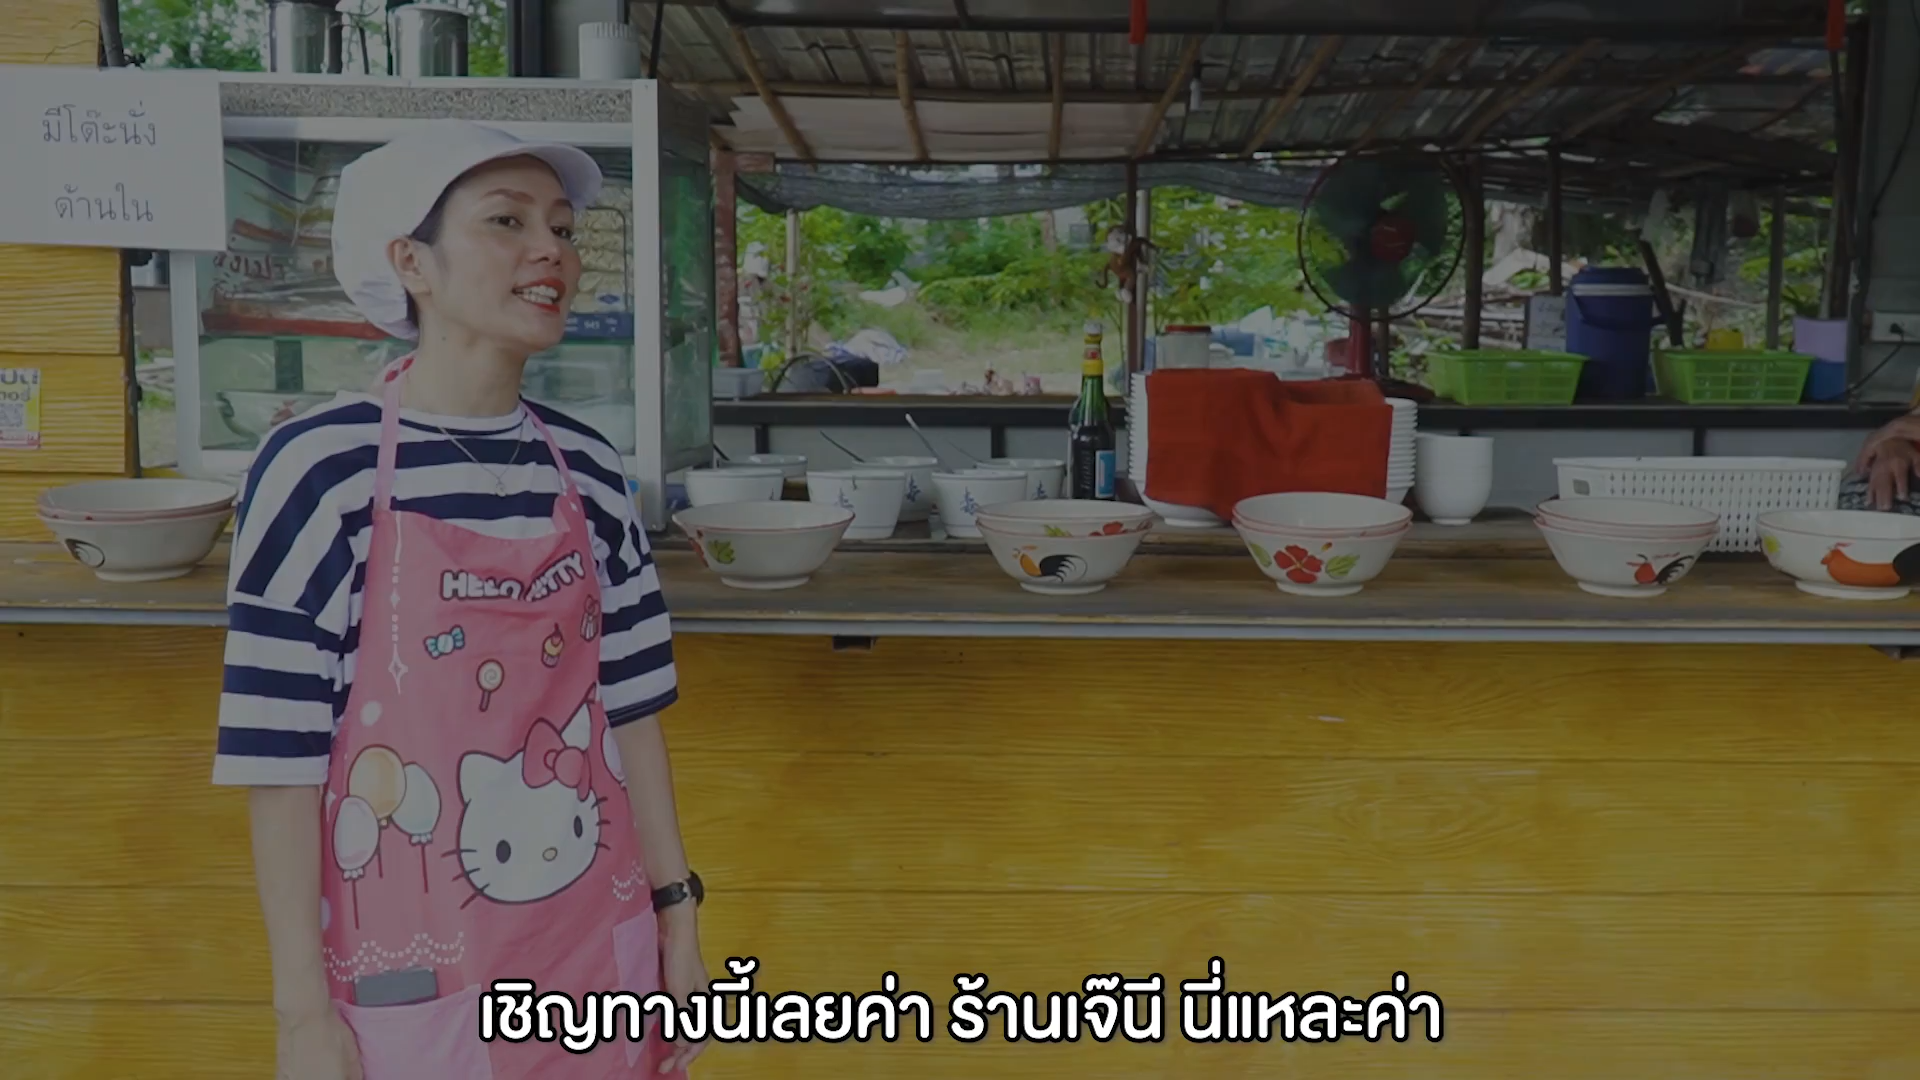 มีโต๊ะนั่ง
ด้านใน
HELLO KITTY
เชิญทางนี้เลยค่า ร้านเจ๊นี นี่แหละค่า